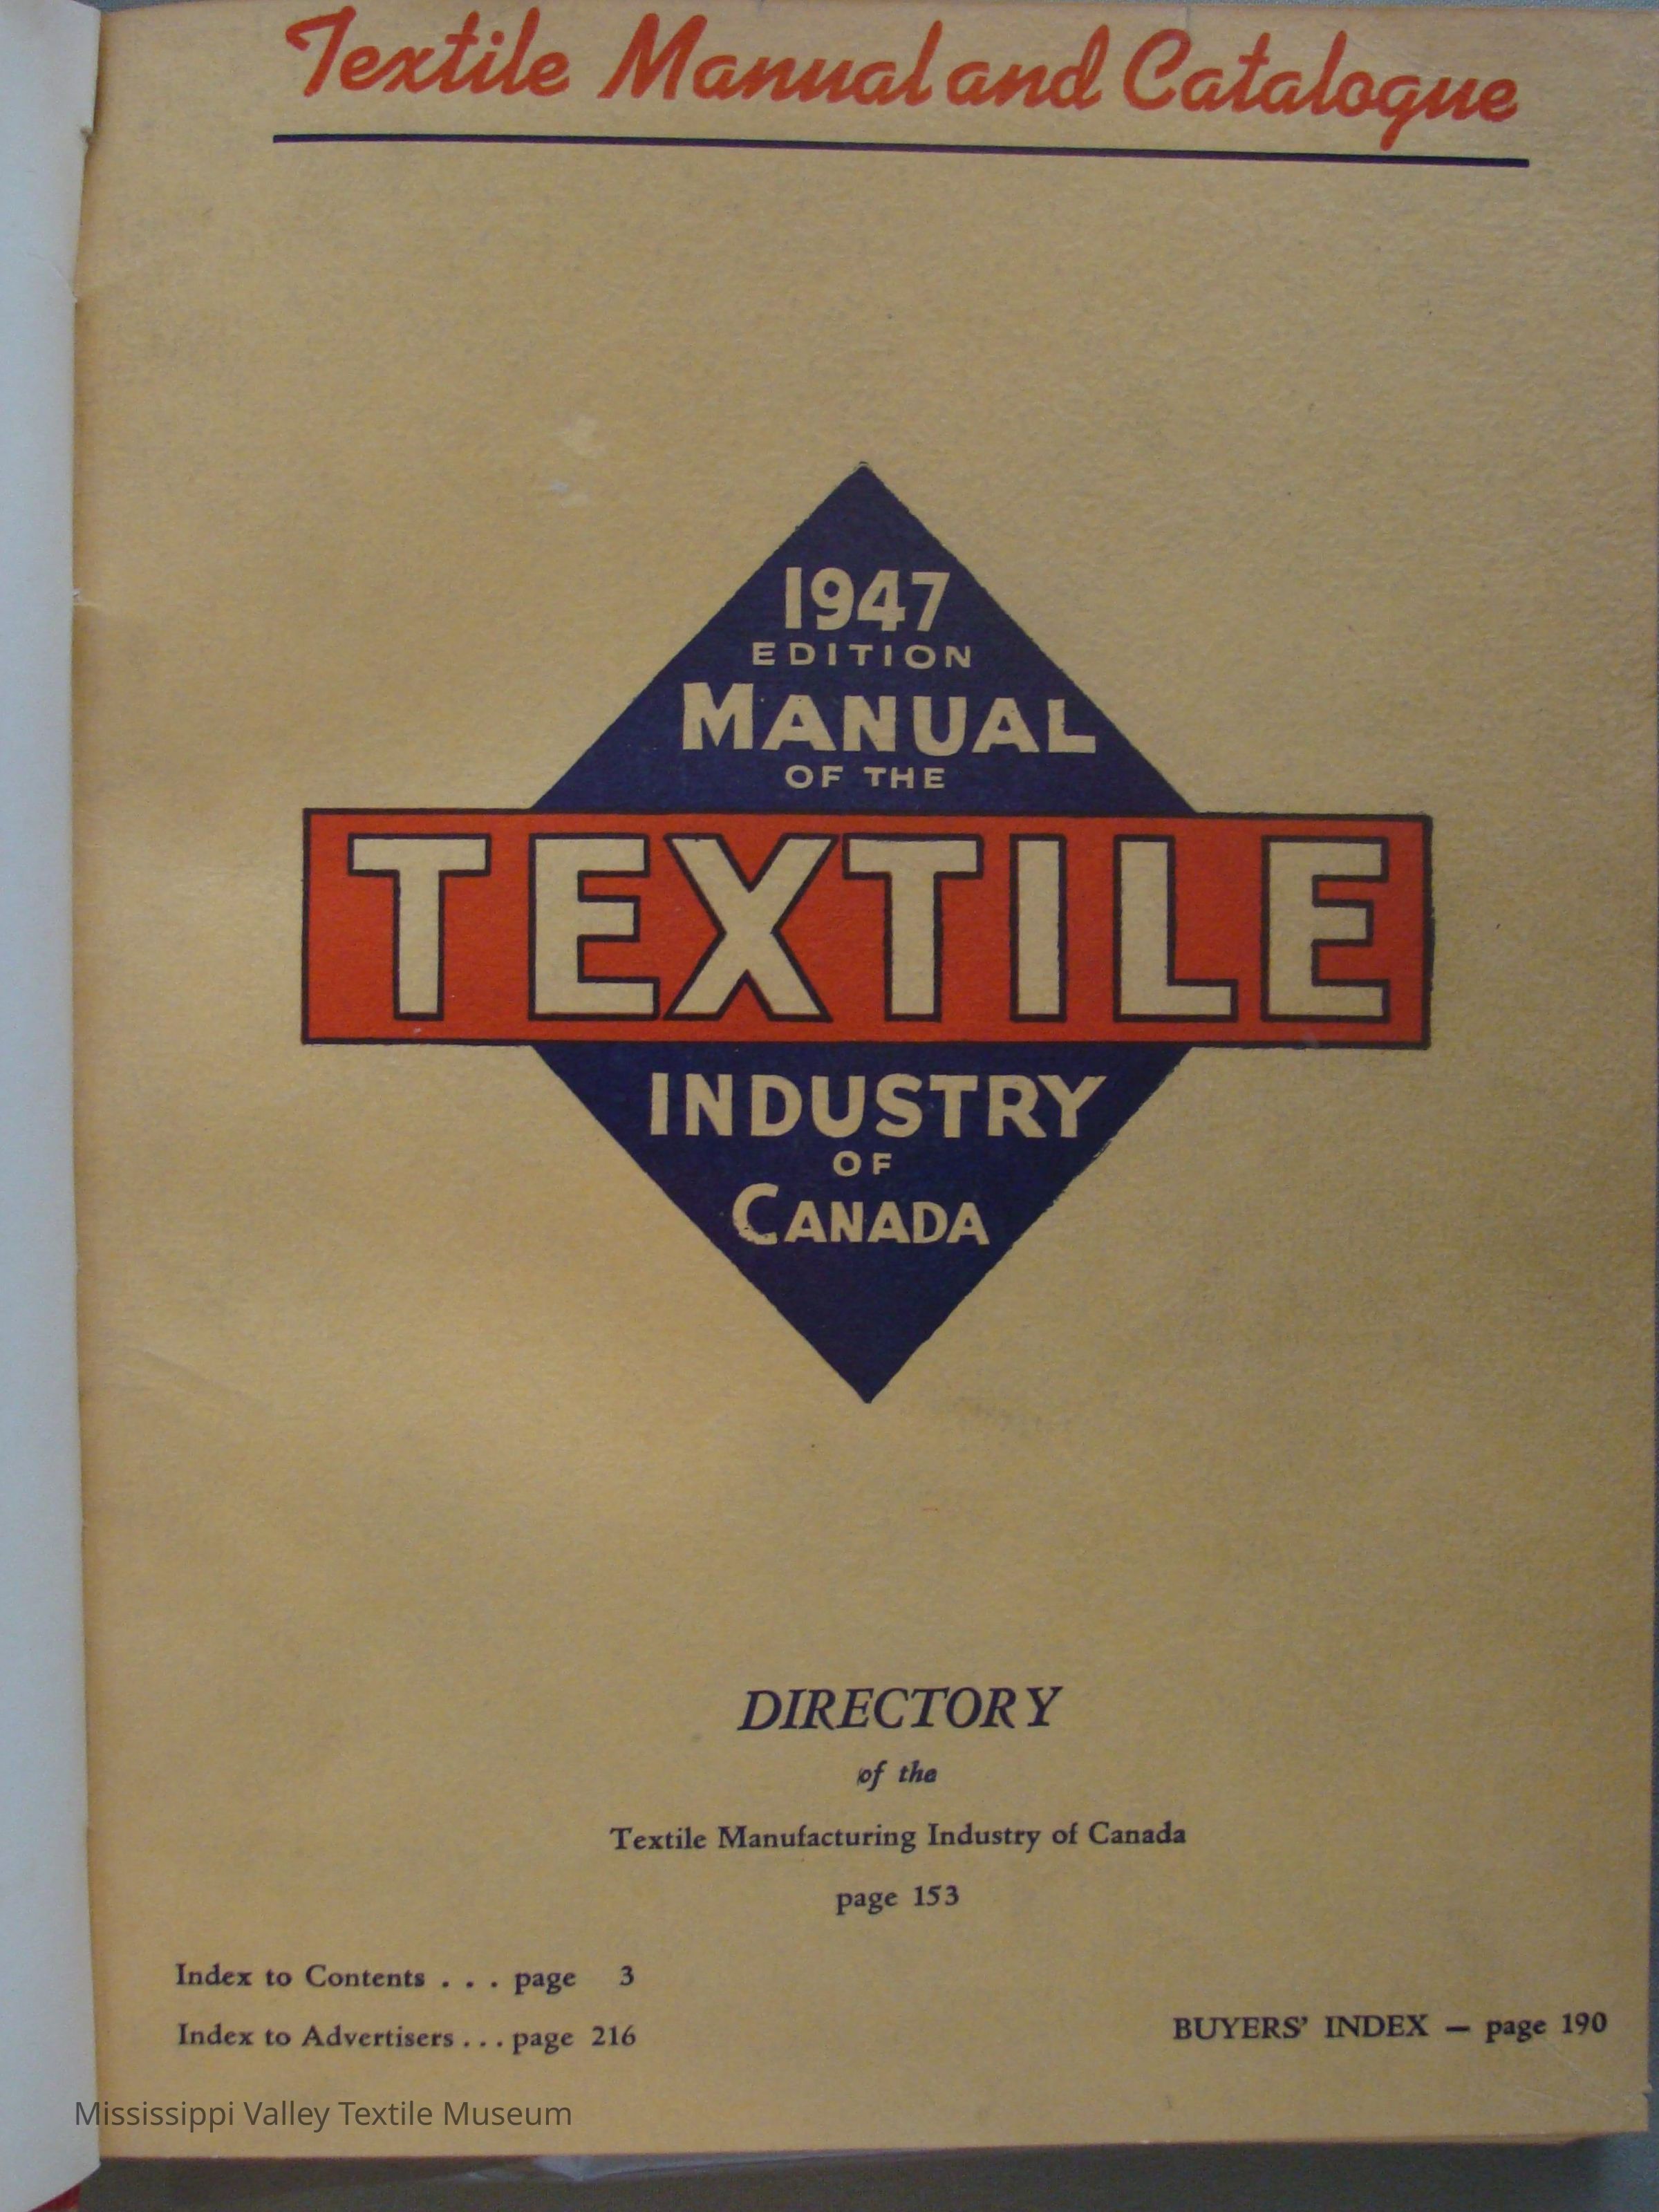 Textile Manual and Catalogue
1947
EDITION
MANUAL
OF THE
TEXTILE
INDUSTRY
OF
CANADA
DIRECTORY
of the
Textile Manufacturing Industry of Canada
page 153
Index to Contents . . . page 3
Index to Advertisers . . . page 216
BUYERS' INDEX — page 190
Mississippi Valley Textile Museum